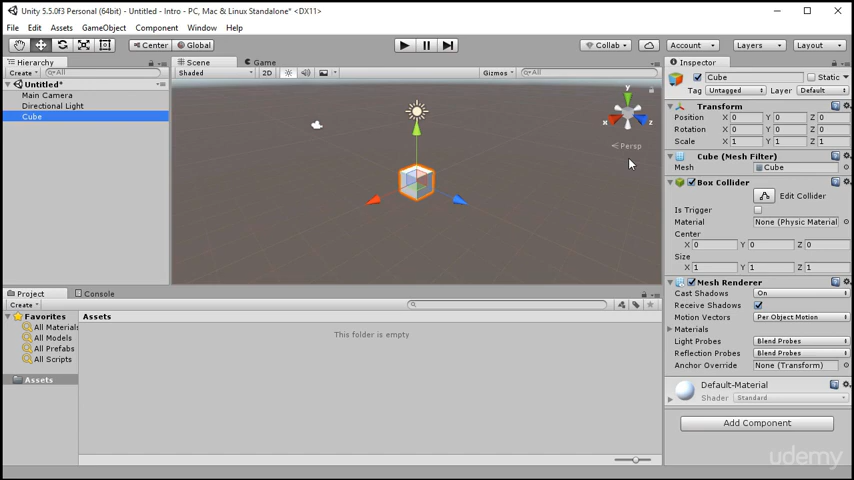 Unity 5.5.0f3 Personal (64bit) - Untitled - Intro - PC, Mac & Linux Standalone* <DX11>
File Edit Assets GameObject Component Window Help
Center Global Collab Account Layers Layout
Hierarchy
Create All
Untitled*
Main Camera
Directional Light
Cube
Scene Game
Shaded 2D Gizmos All
y
x z
Persp
Inspector
Cube Static
Tag Untagged Layer Default
Transform
Position X 0 Y 0 Z 0
Rotation X 0 Y 0 Z 0
Scale X 1 Y 1 Z 1
Cube (Mesh Filter)
Mesh Cube
Box Collider
Edit Collider
Is Trigger
Material None (Physic Material
Center
X 0 Y 0 Z 0
Size
X 1 Y 1 Z 1
Mesh Renderer
Cast Shadows On
Receive Shadows
Motion Vectors Per Object Motion
Materials
Light Probes Blend Probes
Reflection Probes Blend Probes
Anchor Override None (Transform)
Default-Material
Shader Standard
Add Component
Project Console
Create
Favorites
All Materials
All Models
All Prefabs
All Scripts
Assets
Assets
This folder is empty
udemy